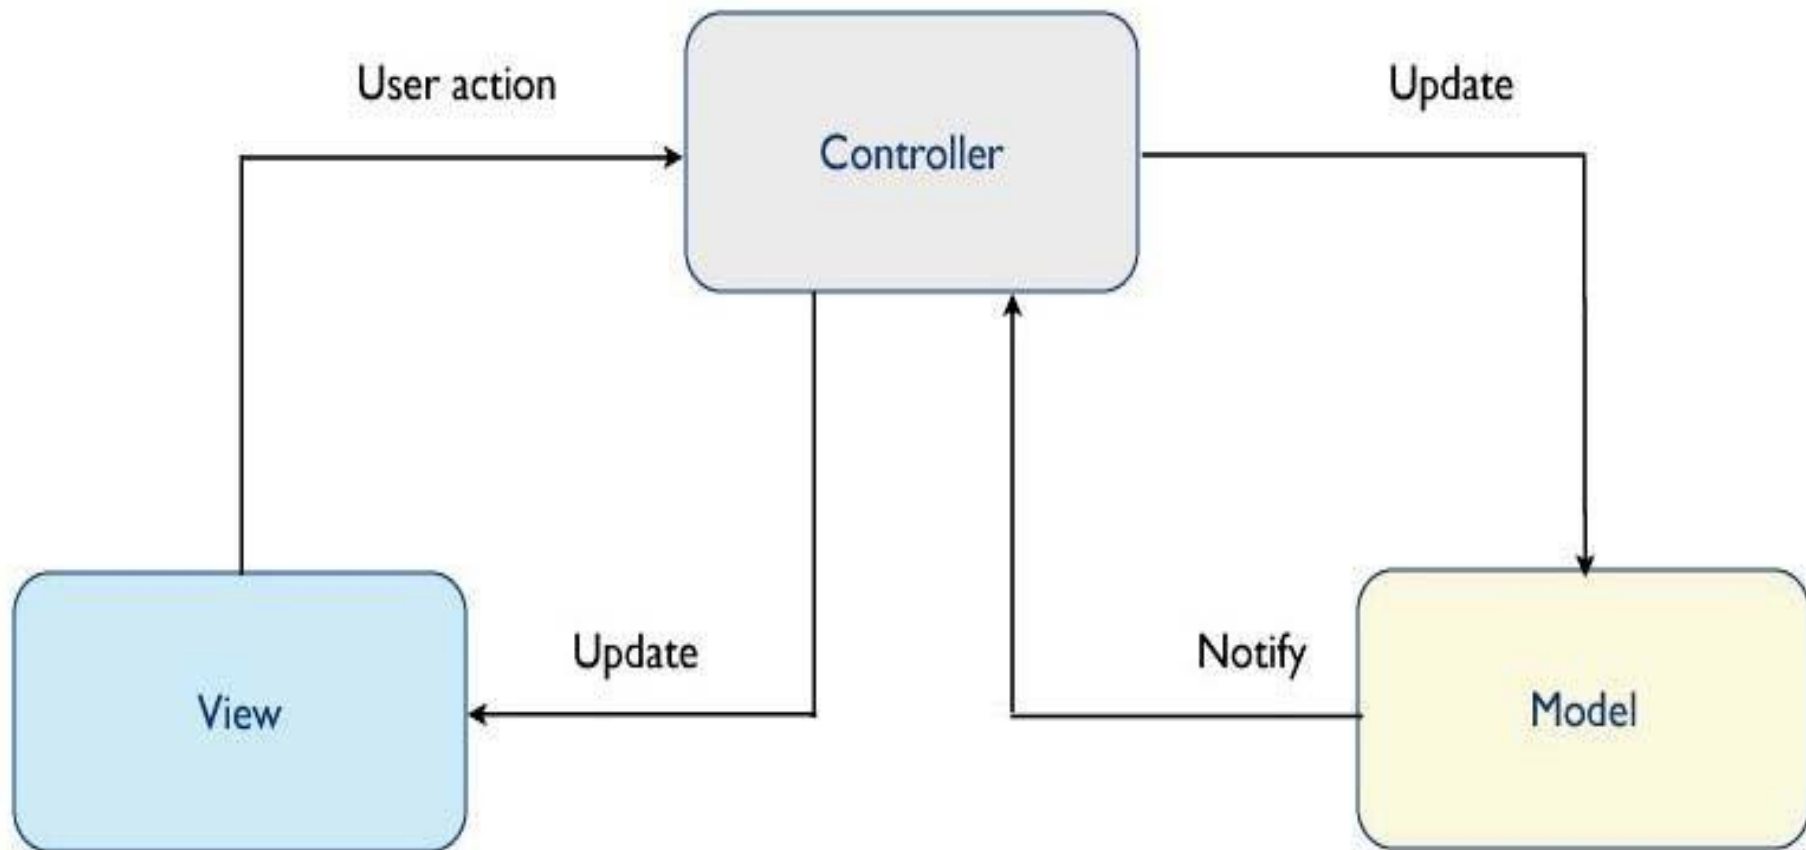 User action
Controller
Update
Update
Notify
View
Model